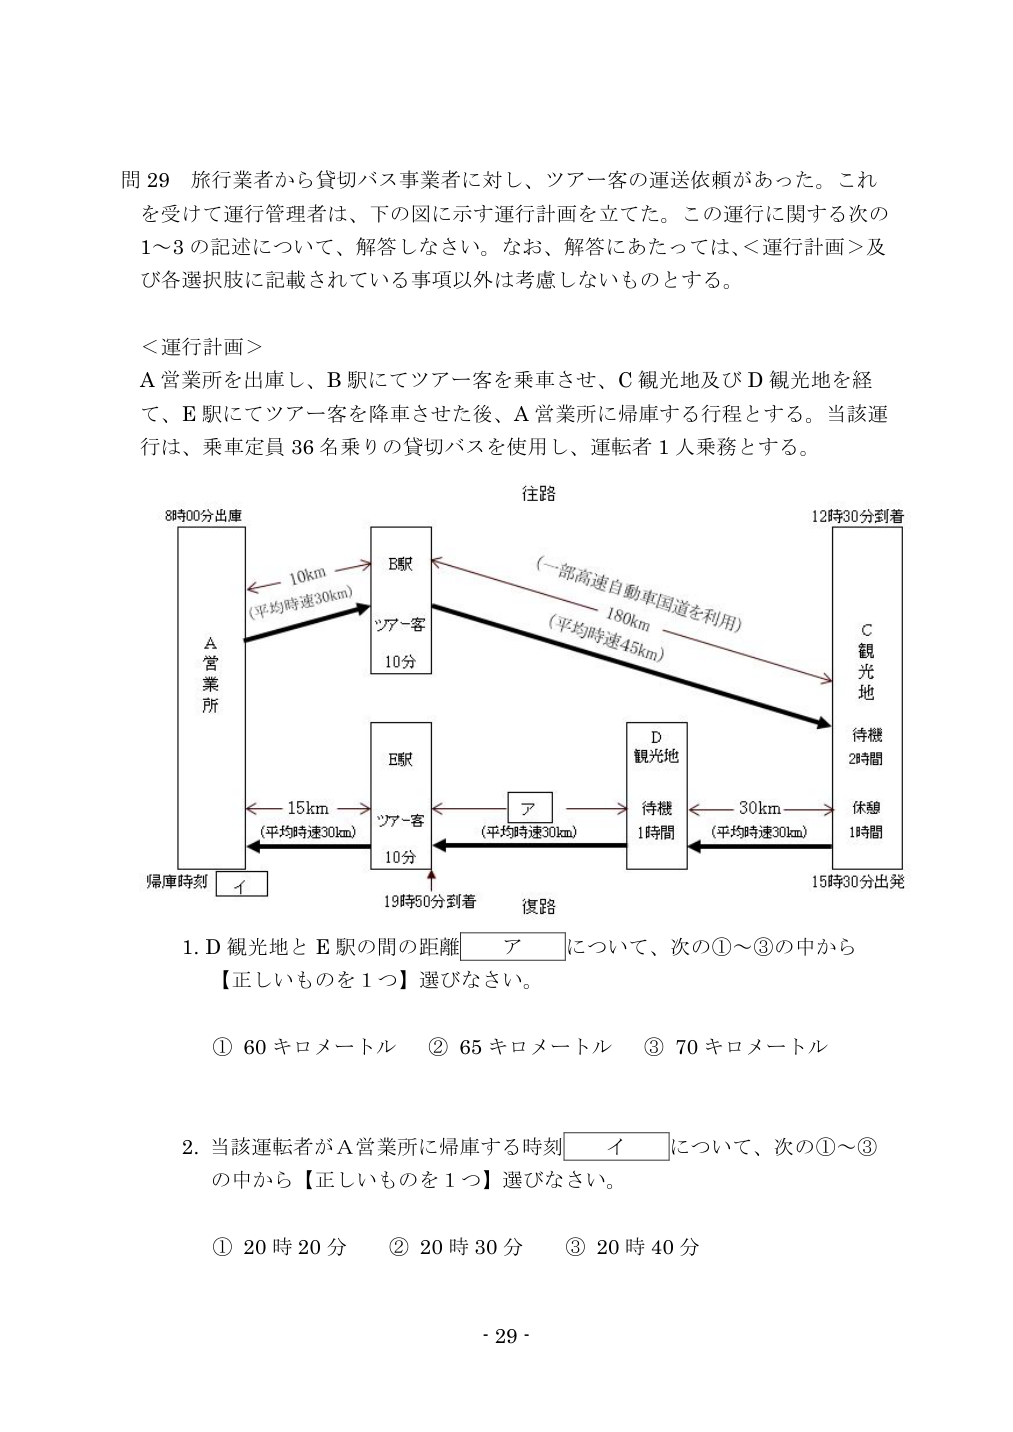 問 29　旅行業者から貸切バス事業者に対し、ツアー客の運送依頼があった。これ
を受けて運行管理者は、下の図に示す運行計画を立てた。この運行に関する次の
1～3 の記述について、解答しなさい。なお、解答にあたっては、＜運行計画＞及
び各選択肢に記載されている事項以外は考慮しないものとする。
＜運行計画＞
A 営業所を出庫し、B 駅にてツアー客を乗車させ、C 観光地及び D 観光地を経
て、E 駅にてツアー客を降車させた後、A 営業所に帰庫する行程とする。当該運
行は、乗車定員 36 名乗りの貸切バスを使用し、運転者 1 人乗務とする。
往路
8時00分出庫
12時30分到着
A営業所
10km
(平均時速30km)
B駅
ツアー客
10分
(一部高速自動車国道を利用)
180km
(平均時速45km)
C観光地
待機
2時間
休憩
1時間
E駅
ツアー客
10分
D
観光地
待機
1時間
15km
(平均時速30km)
ア
(平均時速30km)
30km
(平均時速30km)
帰庫時刻 イ
19時50分到着
復路
15時30分出発
1. D 観光地と E 駅の間の距離 ア について、次の①～③の中から
【正しいものを 1 つ】選びなさい。
① 60 キロメートル　② 65 キロメートル　③ 70 キロメートル
2. 当該運転者がＡ営業所に帰庫する時刻 イ について、次の①～③
の中から【正しいものを 1 つ】選びなさい。
① 20 時 20 分　② 20 時 30 分　③ 20 時 40 分
- 29 -